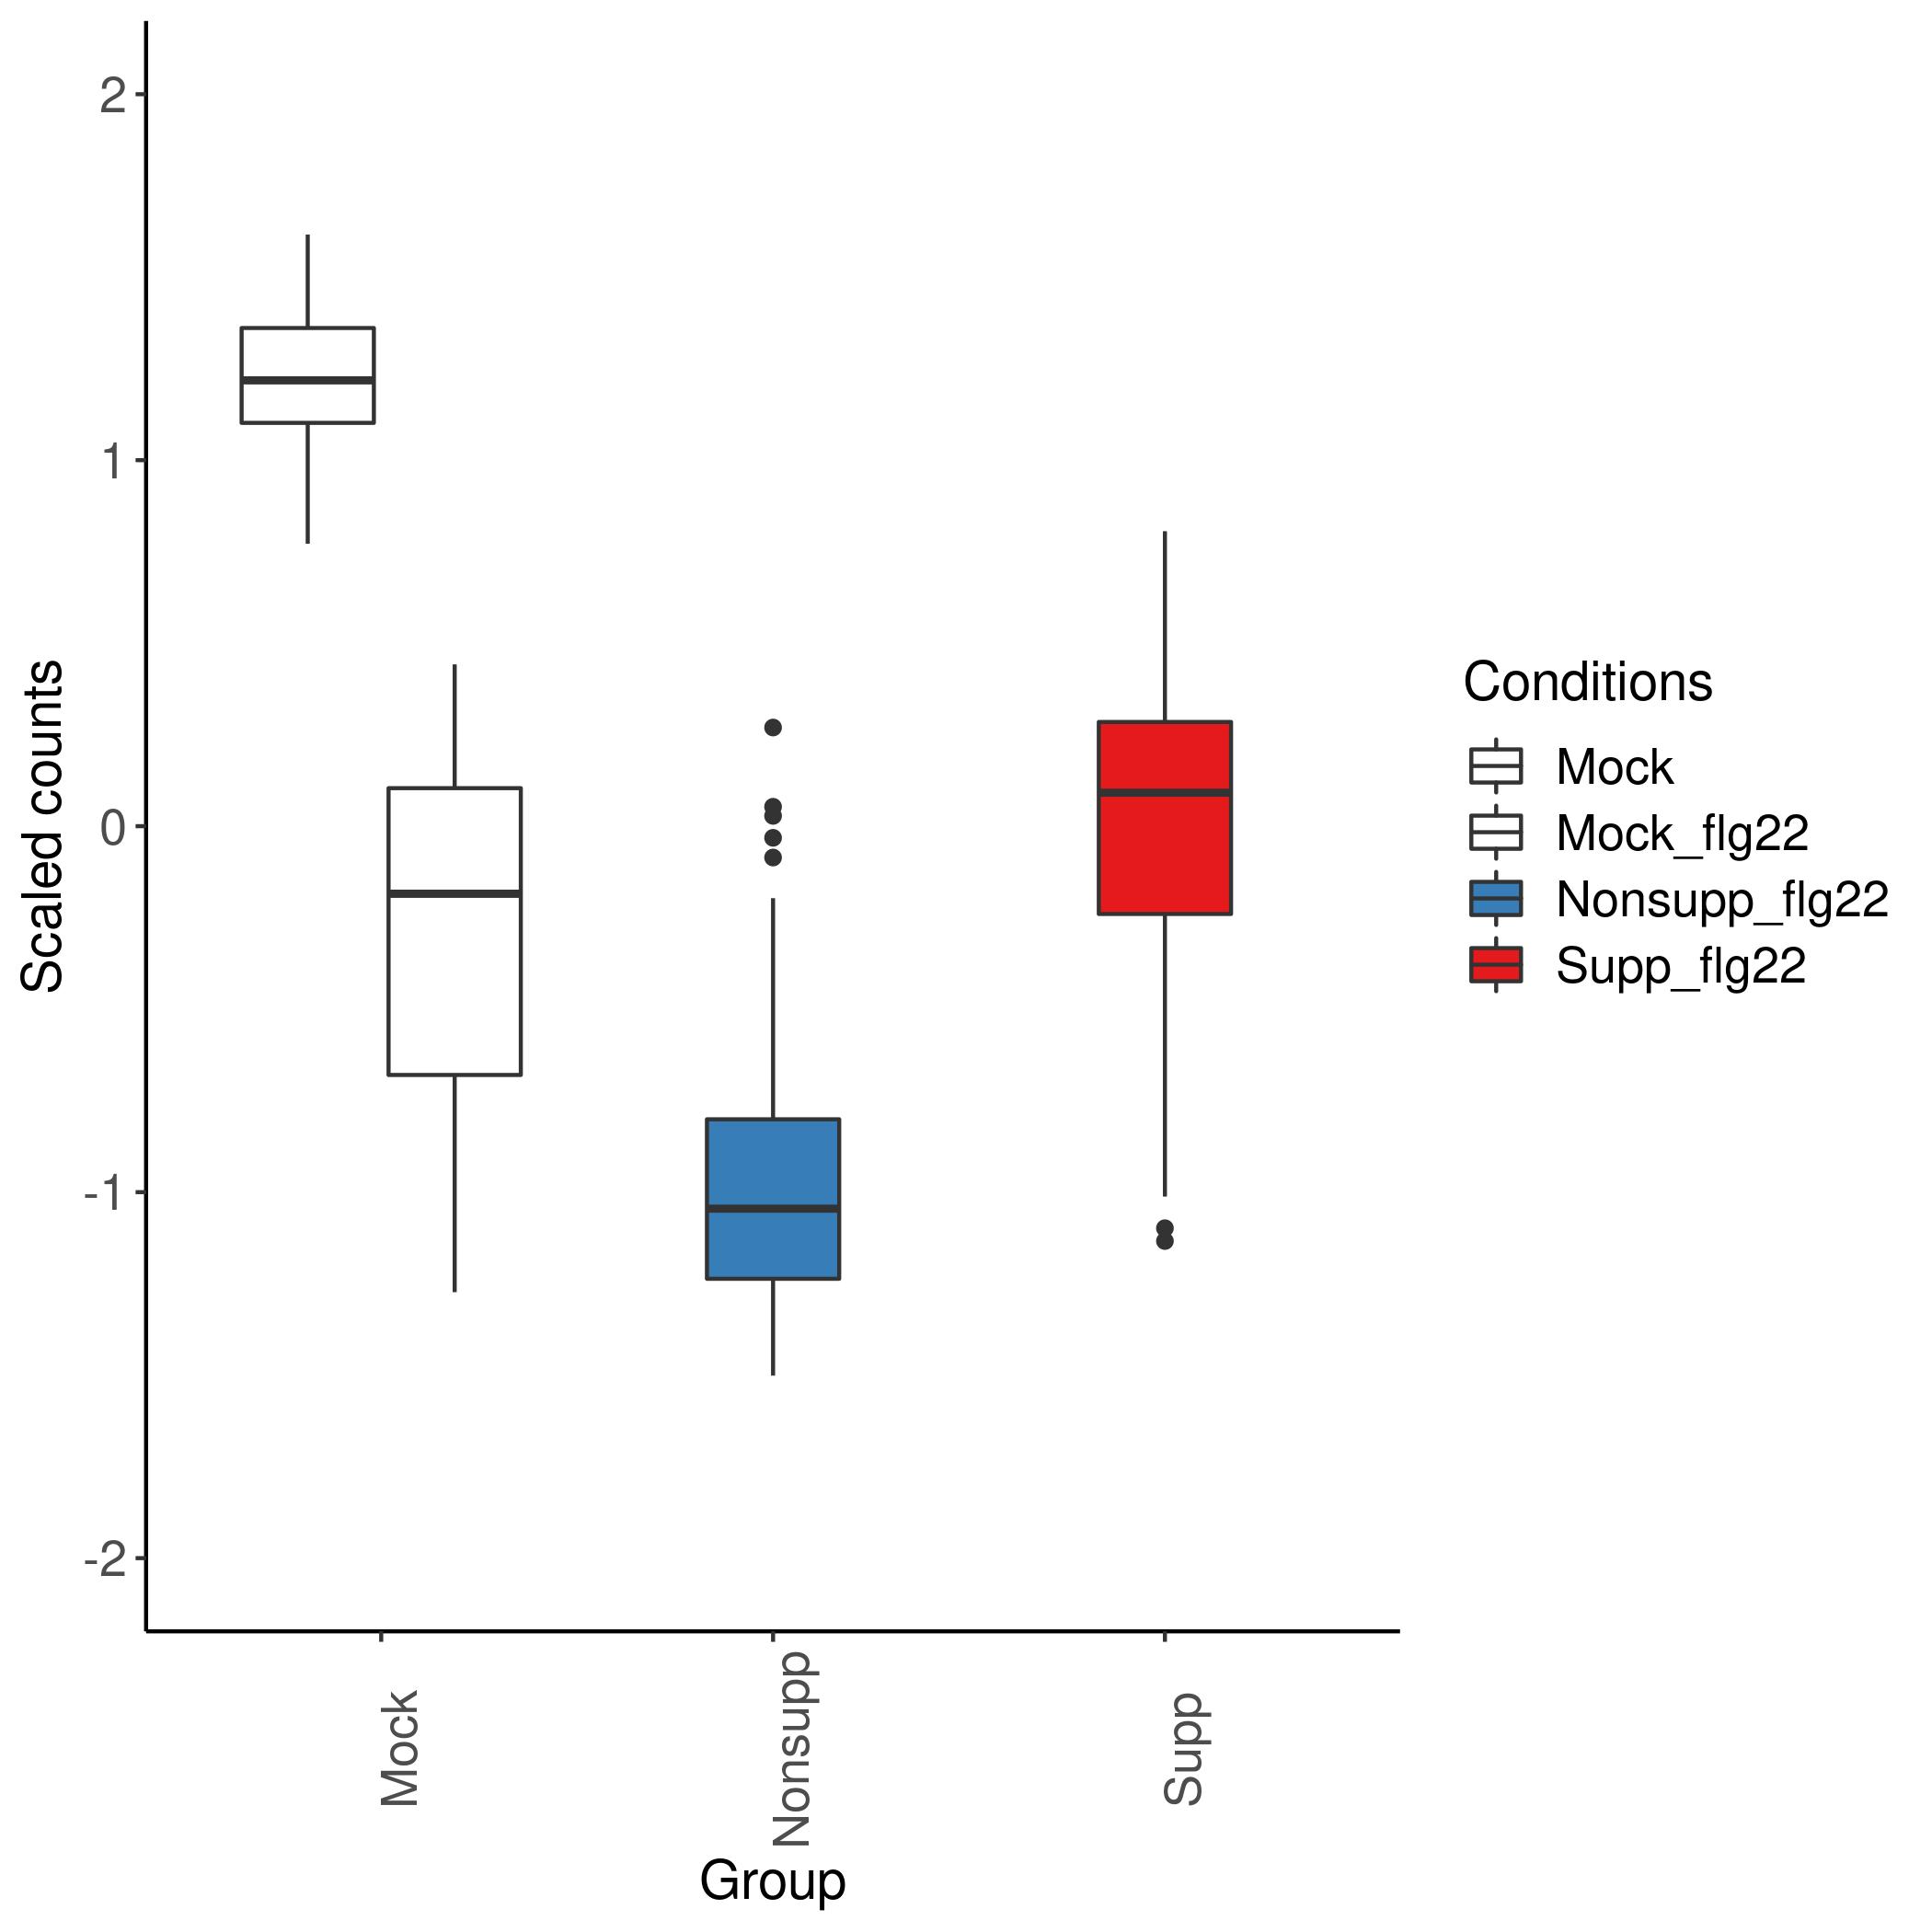 Scaled counts
2
1
0
-1
-2
Mock
Nonsupp
Supp
Group
Conditions
Mock
Mock_flg22
Nonsupp_flg22
Supp_flg22